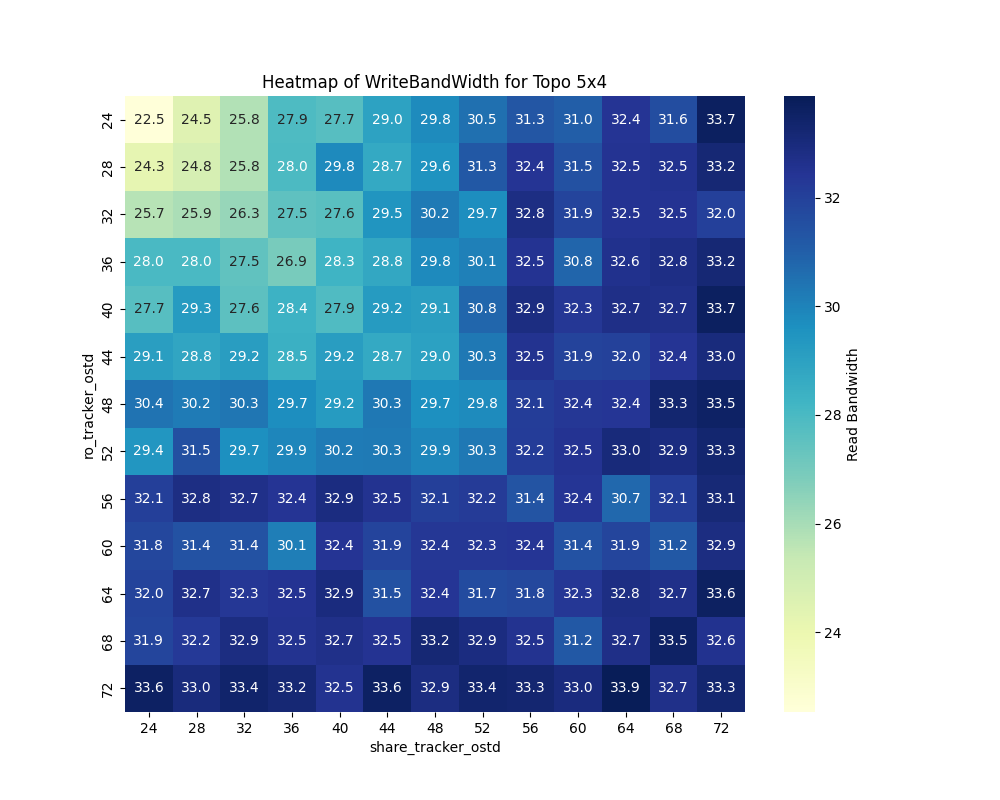 Heatmap of WriteBandWidth for Topo 5x4
24 22.5 24.5 25.8 27.9 27.7 29.0 29.8 30.5 31.3 31.0 32.4 31.6 33.7
28 24.3 24.8 25.8 28.0 29.8 28.7 29.6 31.3 32.4 31.5 32.5 32.5 33.2
32 25.7 25.9 26.3 27.5 27.6 29.5 30.2 29.7 32.8 31.9 32.5 32.5 32.0
36 28.0 28.0 27.5 26.9 28.3 28.8 29.8 30.1 32.5 30.8 32.6 32.8 33.2
40 27.7 29.3 27.6 28.4 27.9 29.2 29.1 30.8 32.9 32.3 32.7 32.7 33.7
44 29.1 28.8 29.2 28.5 29.2 28.7 29.0 30.3 32.5 31.9 32.0 32.4 33.0
48 30.4 30.2 30.3 29.7 29.2 30.3 29.7 29.8 32.1 32.4 32.4 33.3 33.5
52 29.4 31.5 29.7 29.9 30.2 30.3 29.9 30.3 32.2 32.5 33.0 32.9 33.3
56 32.1 32.8 32.7 32.4 32.9 32.5 32.1 32.2 31.4 32.4 30.7 32.1 33.1
60 31.8 31.4 31.4 30.1 32.4 31.9 32.4 32.3 32.4 31.4 31.9 31.2 32.9
64 32.0 32.7 32.3 32.5 32.9 31.5 32.4 31.7 31.8 32.3 32.8 32.7 33.6
68 31.9 32.2 32.9 32.5 32.7 32.5 33.2 32.9 32.5 31.2 32.7 33.5 32.6
72 33.6 33.0 33.4 33.2 32.5 33.6 32.9 33.4 33.3 33.0 33.9 32.7 33.3
24 28 32 36 40 44 48 52 56 60 64 68 72
share_tracker_ostd
ro_tracker_ostd
32
30
28
26
24
Read Bandwidth